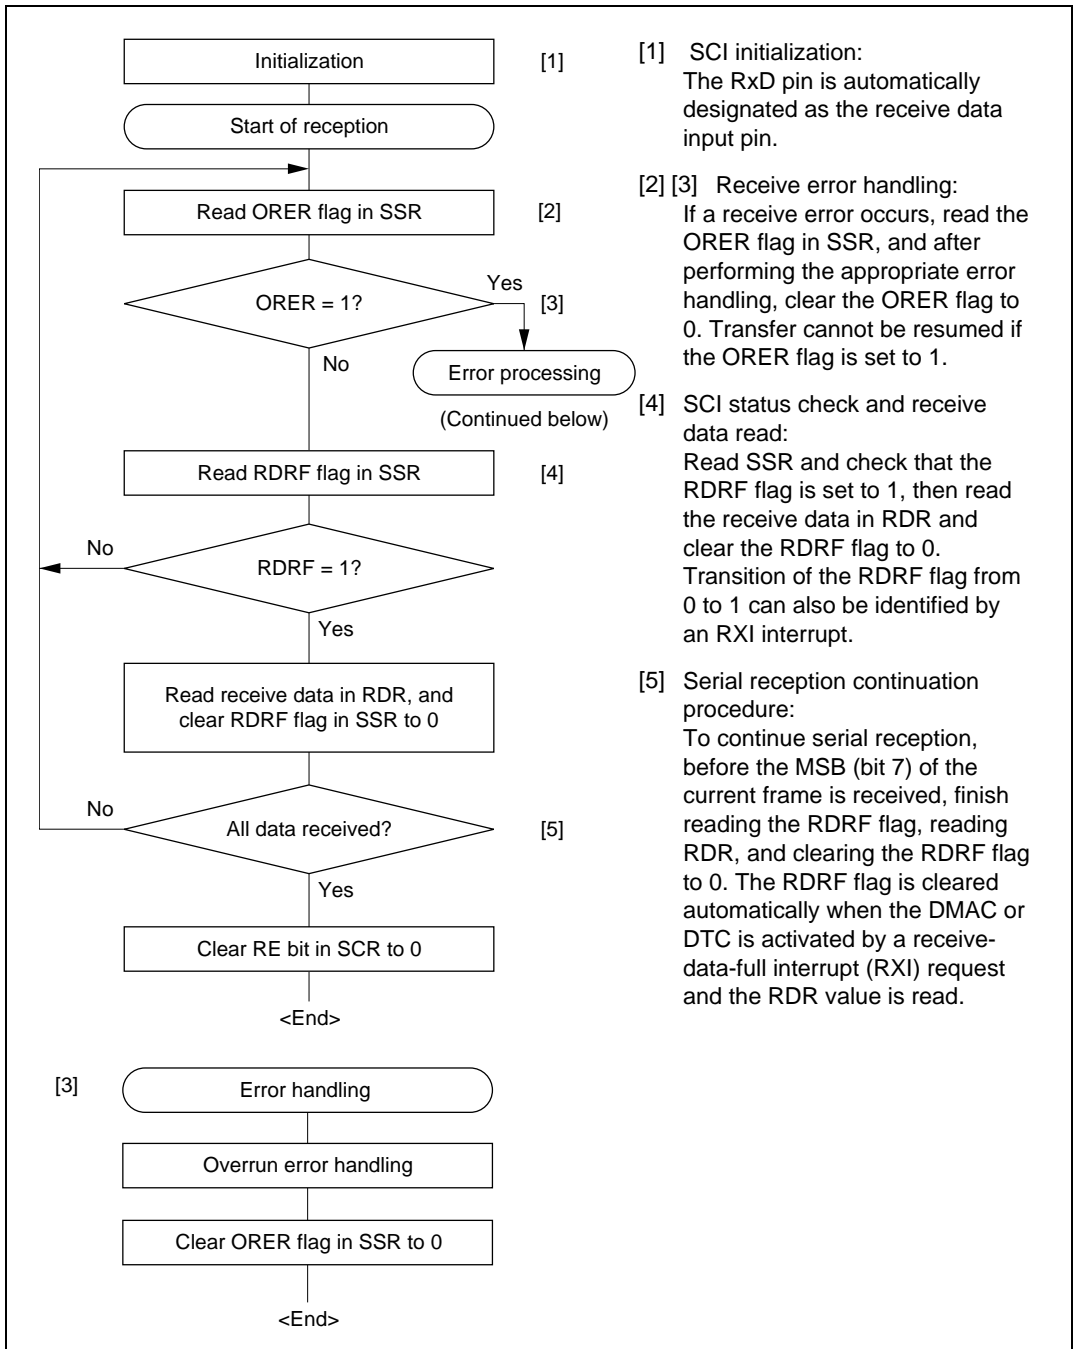 Initialization
[1]
Start of reception
Read ORER flag in SSR
[2]
ORER = 1?
Yes
[3]
No
Error processing
(Continued below)
Read RDRF flag in SSR
[4]
No
RDRF = 1?
Yes
Read receive data in RDR, and
clear RDRF flag in SSR to 0
No
All data received?
[5]
Yes
Clear RE bit in SCR to 0
<End>
[3]
Error handling
Overrun error handling
Clear ORER flag in SSR to 0
<End>
[1] SCI initialization:
The RxD pin is automatically
designated as the receive data
input pin.
[2] [3] Receive error handling:
If a receive error occurs, read the
ORER flag in SSR, and after
performing the appropriate error
handling, clear the ORER flag to
0. Transfer cannot be resumed if
the ORER flag is set to 1.
[4] SCI status check and receive
data read:
Read SSR and check that the
RDRF flag is set to 1, then read
the receive data in RDR and
clear the RDRF flag to 0.
Transition of the RDRF flag from
0 to 1 can also be identified by
an RXI interrupt.
[5] Serial reception continuation
procedure:
To continue serial reception,
before the MSB (bit 7) of the
current frame is received, finish
reading the RDRF flag, reading
RDR, and clearing the RDRF flag
to 0. The RDRF flag is cleared
automatically when the DMAC or
DTC is activated by a receive-
data-full interrupt (RXI) request
and the RDR value is read.